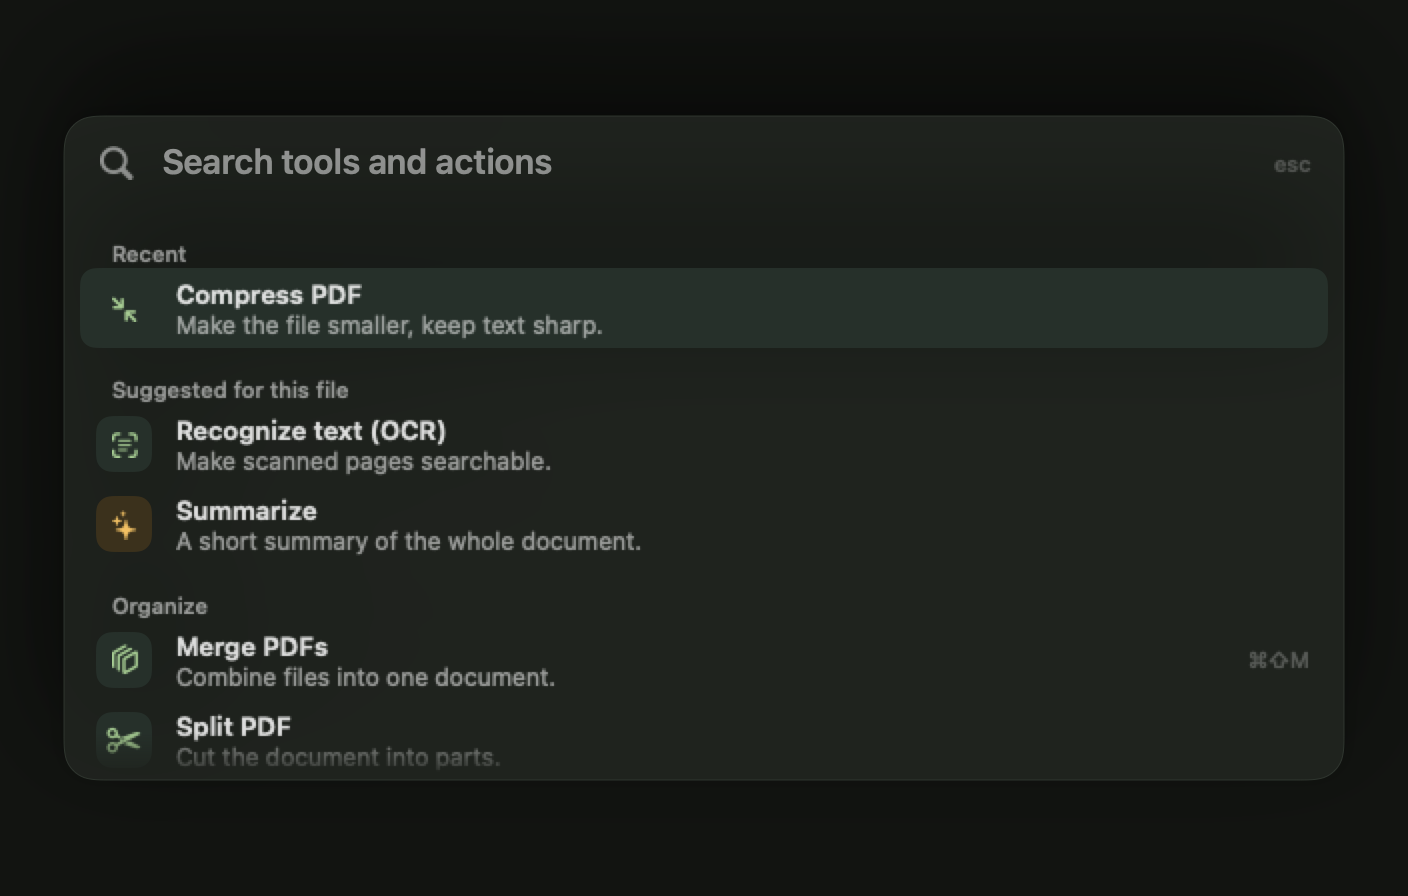 Search tools and actions
esc
Recent
Compress PDF
Make the file smaller, keep text sharp.
Suggested for this file
Recognize text (OCR)
Make scanned pages searchable.
Summarize
A short summary of the whole document.
Organize
Merge PDFs
Combine files into one document.
⌘⇧M
Split PDF
Cut the document into parts.